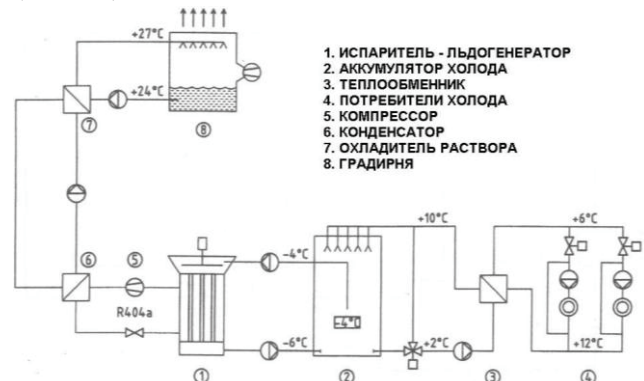 +27°C
+24°C
⑦
⑧
1. ИСПАРИТЕЛЬ - ЛЬДОГЕНЕРАТОР
2. АККУМУЛЯТОР ХОЛОДА
3. ТЕПЛООБМЕННИК
4. ПОТРЕБИТЕЛИ ХОЛОДА
5. КОМПРЕССОР
6. КОНДЕНСАТОР
7. ОХЛАДИТЕЛЬ РАСТВОРА
8. ГРАДИРНЯ
+10°C
+6°C
⑥
⑤
-4°C
R404a
-4°C
-6°C
+2°C
+12°C
①
②
③
④